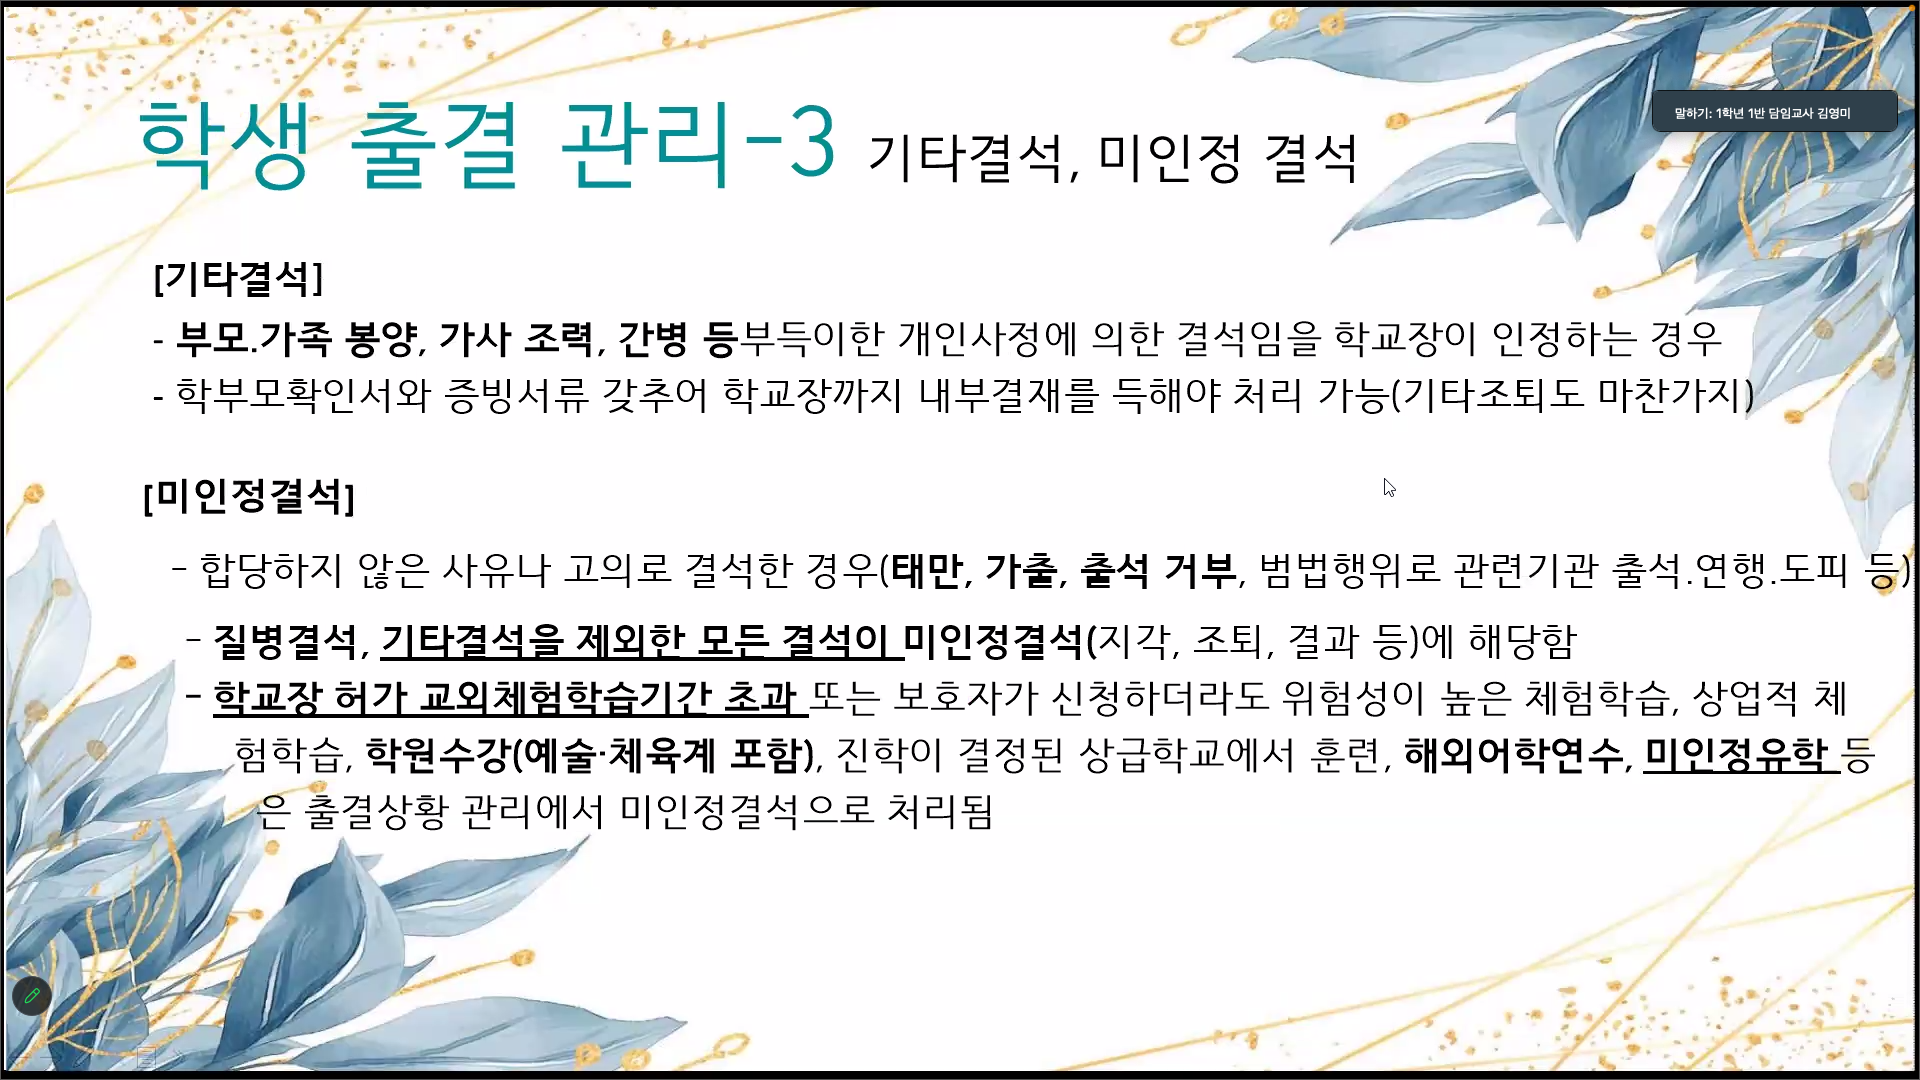 학생 출결 관리-3 기타결석, 미인정 결석
말하기: 1학년 1반 담임교사 김영미
[기타결석]
- 부모.가족 봉양, 가사 조력, 간병 등부득이한 개인사정에 의한 결석임을 학교장이 인정하는 경우
- 학부모확인서와 증빙서류 갖추어 학교장까지 내부결재를 득해야 처리 가능(기타조퇴도 마찬가지)
[미인정결석]
- 합당하지 않은 사유나 고의로 결석한 경우(태만, 가출, 출석 거부, 범법행위로 관련기관 출석.연행.도피 등)
- 질병결석, 기타결석을 제외한 모든 결석이 미인정결석(지각, 조퇴, 결과 등)에 해당함
- 학교장 허가 교외체험학습기간 초과 또는 보호자가 신청하더라도 위험성이 높은 체험학습, 상업적 체
험학습, 학원수강(예술·체육계 포함), 진학이 결정된 상급학교에서 훈련, 해외어학연수, 미인정유학 등
은 출결상황 관리에서 미인정결석으로 처리됨